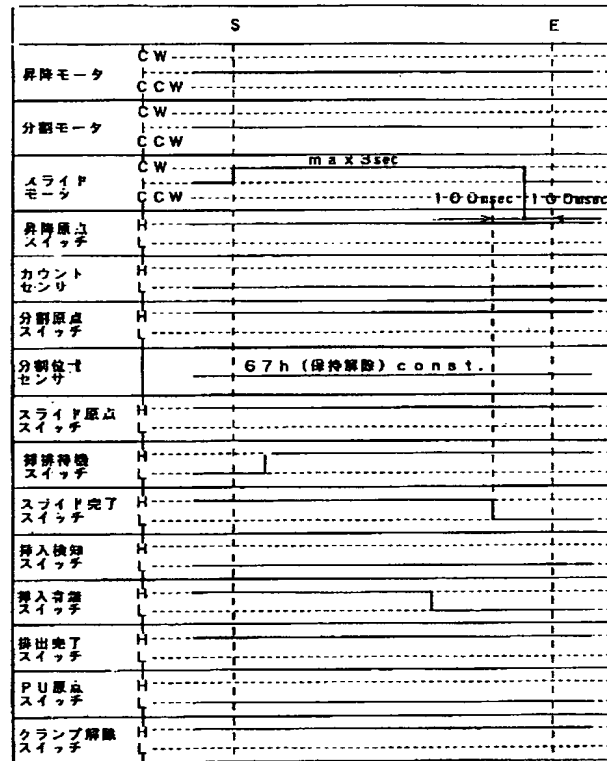 S E
CW
昇降モータ
CCW
CW
分割モータ
CCW
max3sec
CW
スライド
モータ
CCW
100msec 100msec
昇降原点 H
スイッチ L
カウント H
センサ L
分割原点 H
スイッチ L
分割位置
センサ
67h (保持解除) const.
スライド原点 H
スイッチ L
挿排待機 H
スイッチ L
スライド完了 H
スイッチ L
挿入検知 H
スイッチ L
挿入有無 H
スイッチ L
排出完了 H
スイッチ L
PU原点 H
スイッチ L
クランプ解除 H
スイッチ L